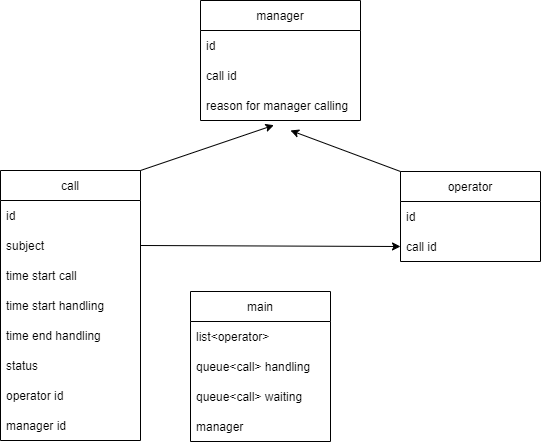 manager
id
call id
reason for manager calling
call
id
subject
time start call
time start handling
time end handling
status
operator id
manager id
operator
id
call id
main
list<operator>
queue<call> handling
queue<call> waiting
manager